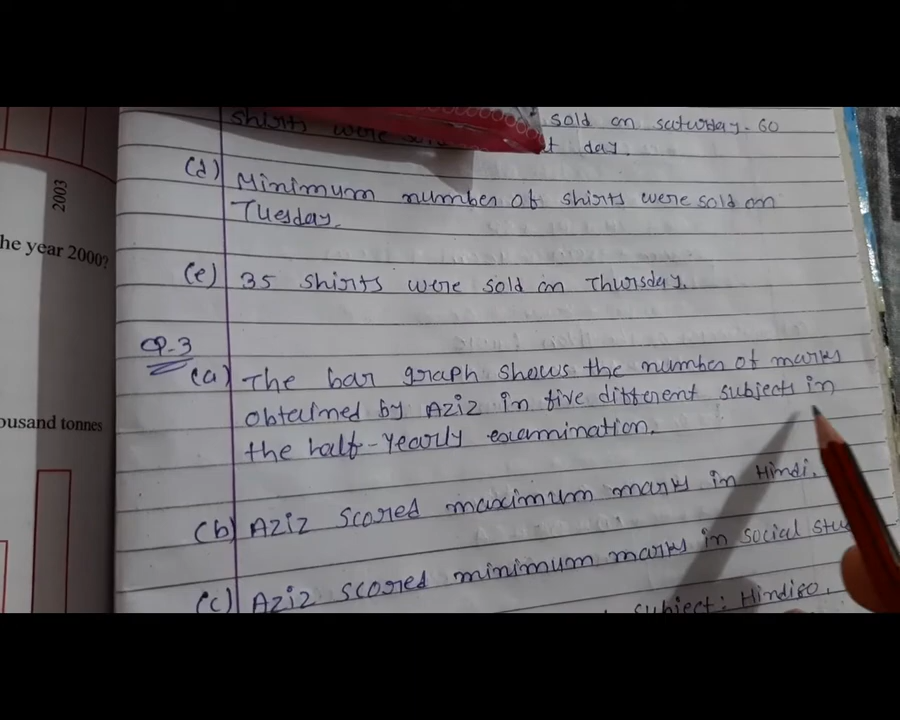 2003
he year 2000?
ousand tonnes
shirts were sold on saturday. 60
day.
(d) Minimum number of shirts were sold on
Tuesday.
(e) 35 shirts were sold on Thursday.
Q.3
(a) The bar graph shows the number of marks
obtained by Aziz in five different subjects in
the half-yearly examination.
(b) Aziz scored maximum marks in Hindi.
(c) Aziz scored minimum marks in social stu
subject: Hindi 80,